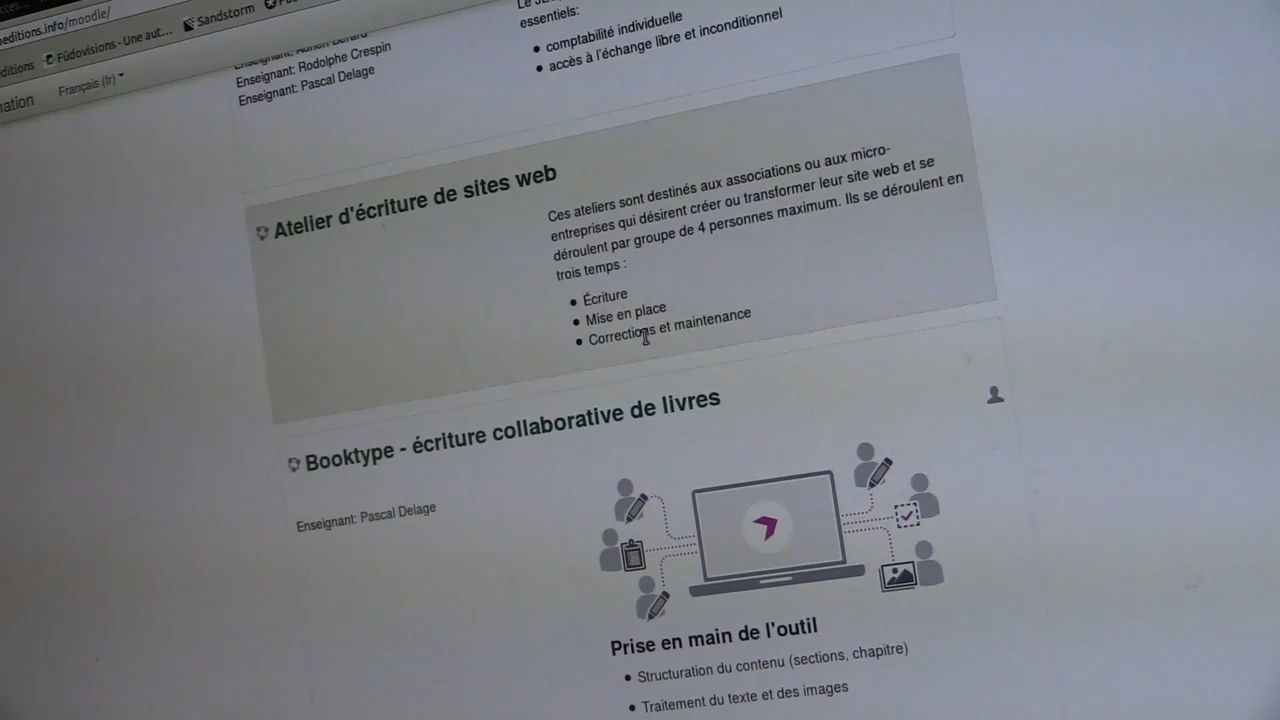 editions.info/moodle/
editions Fùdovisions - Une aut... Sandstorm
Français (fr)
Enseignant: Rodolphe Crespin
Enseignant: Pascal Delage
essentiels:
comptabilité individuelle
accès à l'échange libre et inconditionnel
Atelier d'écriture de sites web
Ces ateliers sont destinés aux associations ou aux micro-
entreprises qui désirent créer ou transformer leur site web et se
déroulent par groupe de 4 personnes maximum. Ils se déroulent en
trois temps :
Écriture
Mise en place
Corrections et maintenance
Booktype - écriture collaborative de livres
Enseignant: Pascal Delage
Prise en main de l'outil
Structuration du contenu (sections, chapitre)
Traitement du texte et des images